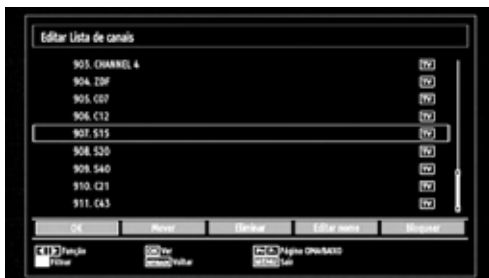 Editar Lista de canais
903. CHANNEL 4 TV
904. ZDF TV
905. C07 TV
906. C12 TV
907. S15 TV
908. S20 TV
909. S40 TV
910. C21 TV
911. C43 TV
OK Mover Eliminar Editar nome Bloquear
Função OK Ver Página CIMA/BAIXO
Filtrar Voltar MENU Sair